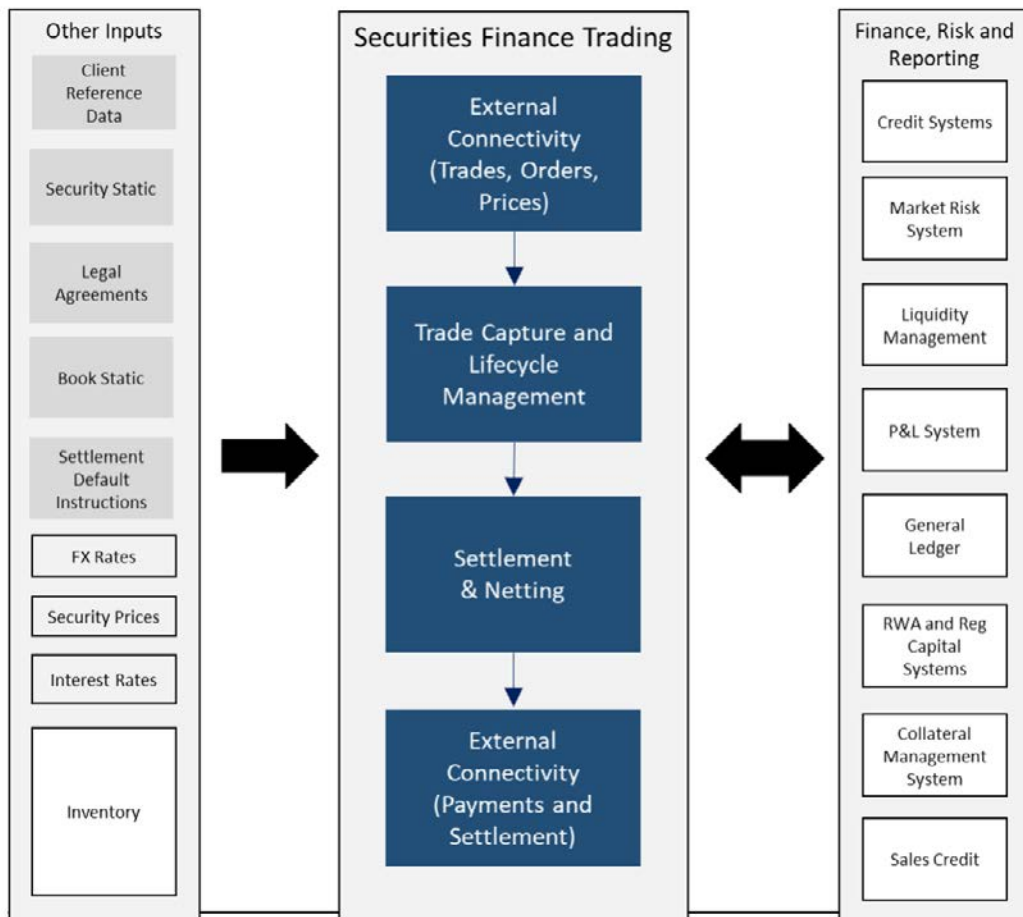 Other Inputs
Client
Reference
Data
Security Static
Legal
Agreements
Book Static
Settlement
Default
Instructions
FX Rates
Security Prices
Interest Rates
Inventory
Securities Finance Trading
External
Connectivity
(Trades, Orders,
Prices)
Trade Capture and
Lifecycle
Management
Settlement
& Netting
External
Connectivity
(Payments and
Settlement)
Finance, Risk and
Reporting
Credit Systems
Market Risk
System
Liquidity
Management
P&L System
General
Ledger
RWA and Reg
Capital
Systems
Collateral
Management
System
Sales Credit